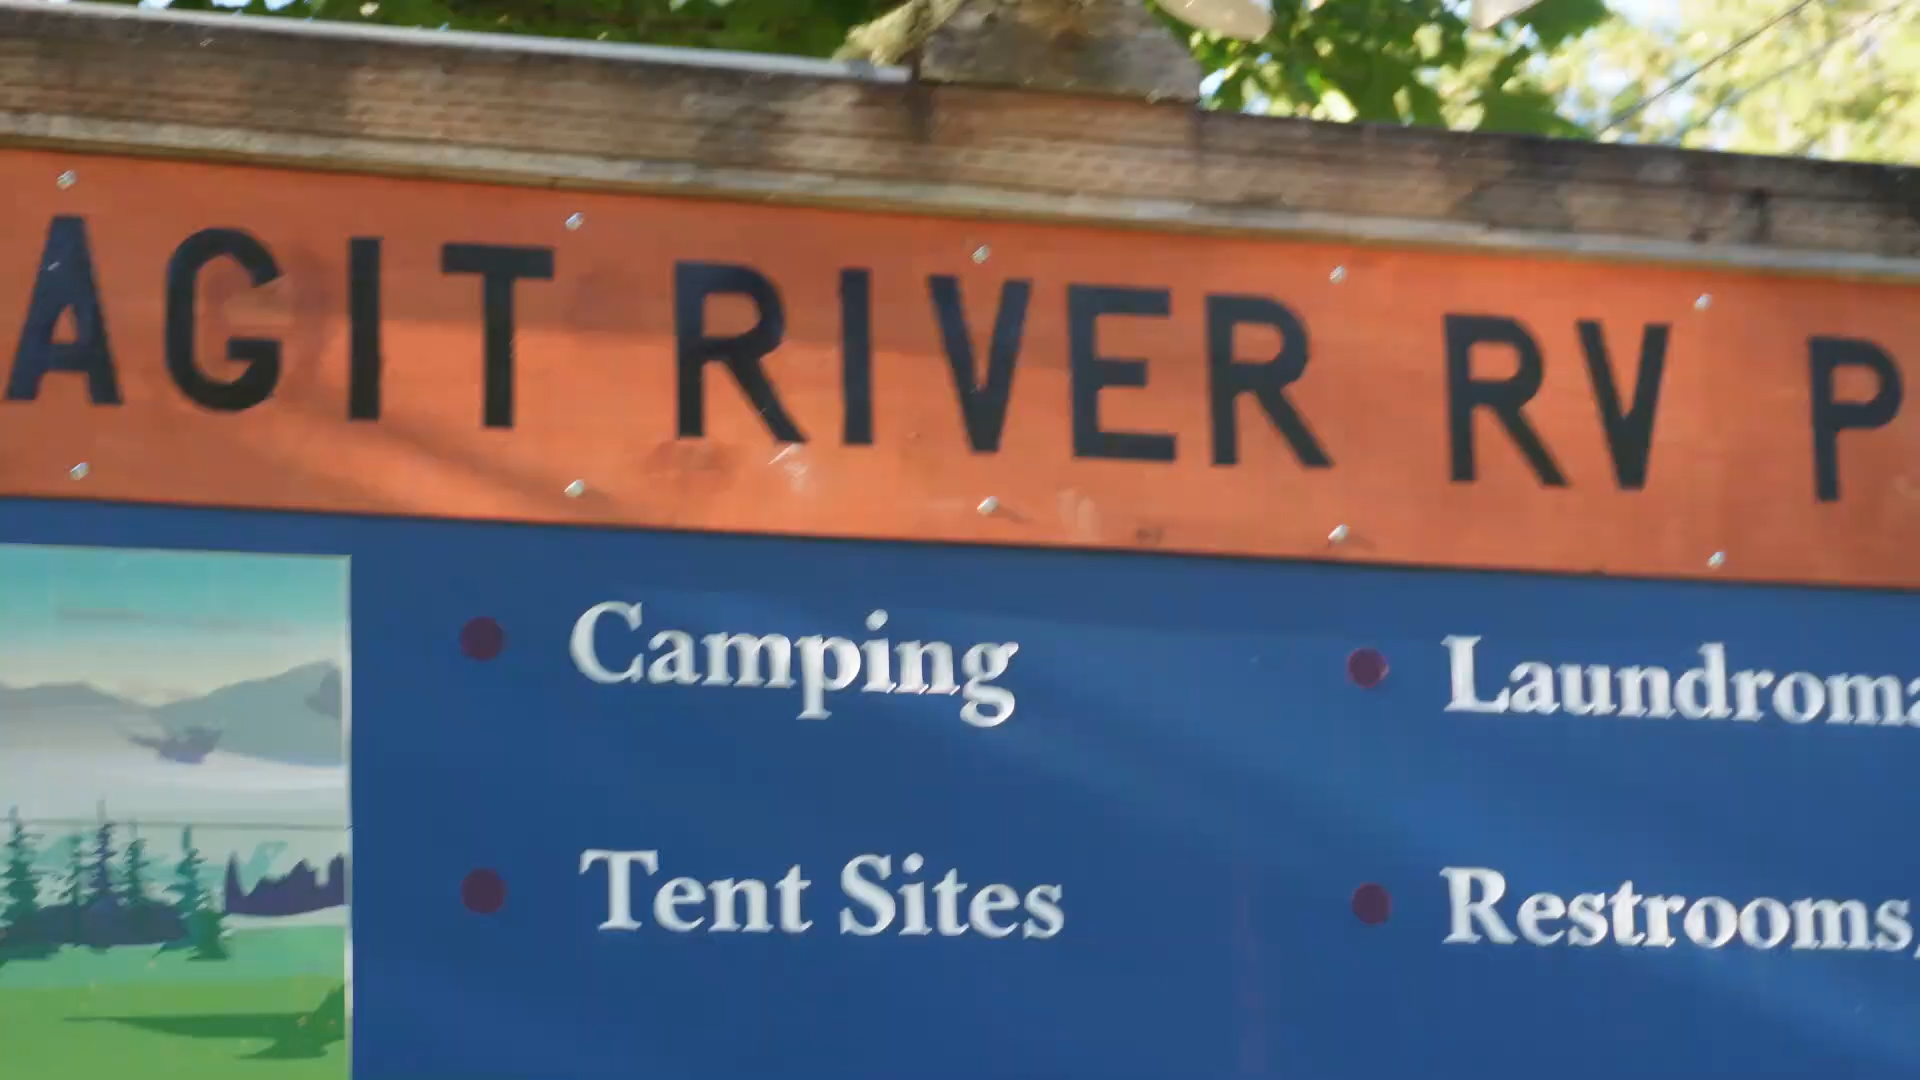 AGIT RIVER RV P
Camping
Laundroma
Tent Sites
Restrooms,